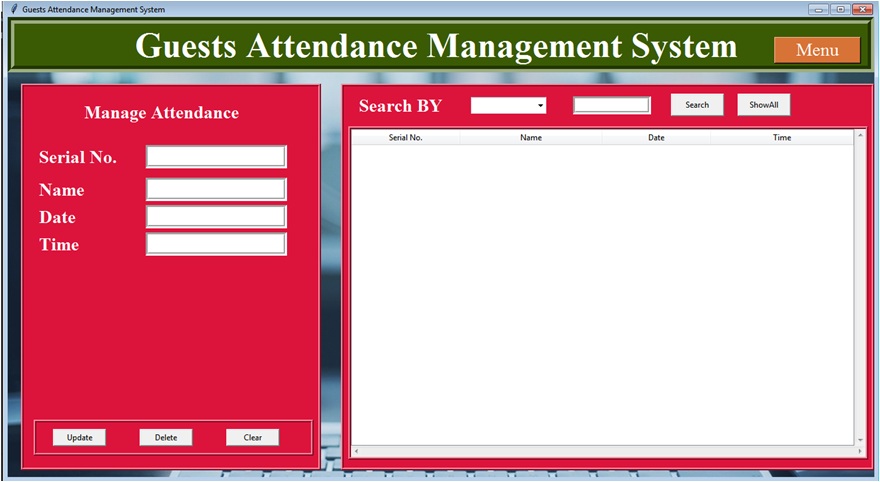 Guests Attendance Management System
Guests Attendance Management System
Menu
Manage Attendance
Serial No.
Name
Date
Time
Update Delete Clear
Search BY Search ShowAll
Serial No. Name Date Time